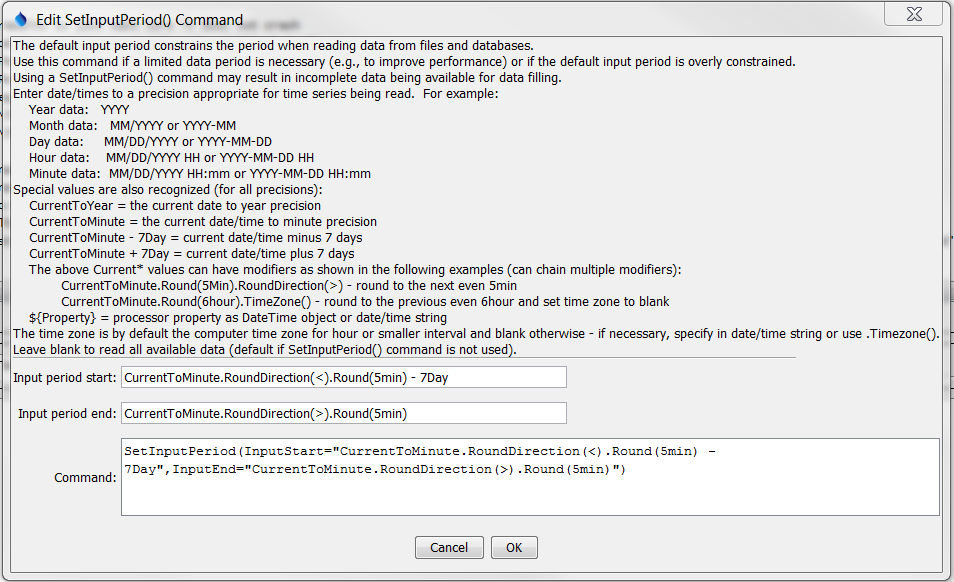 Edit SetInputPeriod() Command
The default input period constrains the period when reading data from files and databases.
Use this command if a limited data period is necessary (e.g., to improve performance) or if the default input period is overly constrained.
Using a SetInputPeriod() command may result in incomplete data being available for data filling.
Enter date/times to a precision appropriate for time series being read.  For example:
Year data:   YYYY
Month data:   MM/YYYY or YYYY-MM
Day data:     MM/DD/YYYY or YYYY-MM-DD
Hour data:    MM/DD/YYYY HH or YYYY-MM-DD HH
Minute data:  MM/DD/YYYY HH:mm or YYYY-MM-DD HH:mm
Special values are also recognized (for all precisions):
CurrentToYear = the current date to year precision
CurrentToMinute = the current date/time to minute precision
CurrentToMinute - 7Day = current date/time minus 7 days
CurrentToMinute + 7Day = current date/time plus 7 days
The above Current* values can have modifiers as shown in the following examples (can chain multiple modifiers):
CurrentToMinute.Round(5Min).RoundDirection(>) - round to the next even 5min
CurrentToMinute.Round(6hour).TimeZone() - round to the previous even 6hour and set time zone to blank
${Property} = processor property as DateTime object or date/time string
The time zone is by default the computer time zone for hour or smaller interval and blank otherwise - if necessary, specify in date/time string or use .Timezone().
Leave blank to read all available data (default if SetInputPeriod() command is not used).
Input period start: CurrentToMinute.RoundDirection(<).Round(5min) - 7Day
Input period end: CurrentToMinute.RoundDirection(>).Round(5min)
SetInputPeriod(InputStart="CurrentToMinute.RoundDirection(<).Round(5min) -
7Day",InputEnd="CurrentToMinute.RoundDirection(>).Round(5min)")
Command:
Cancel OK